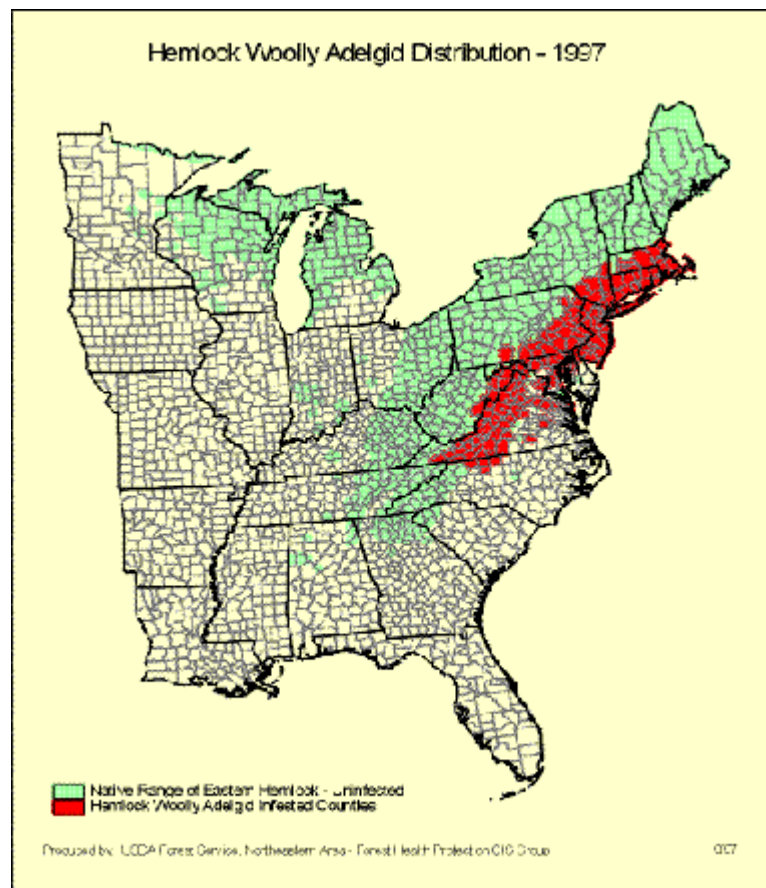 Hemlock Woolly Adelgid Distribution - 1997
Native Range of Eastern Hemlock - Uninfected
Hemlock Woolly Adelgid Infested Counties
Produced by: USDA Forest Service, Northeastern Area - Forest Health Protection GIS Group